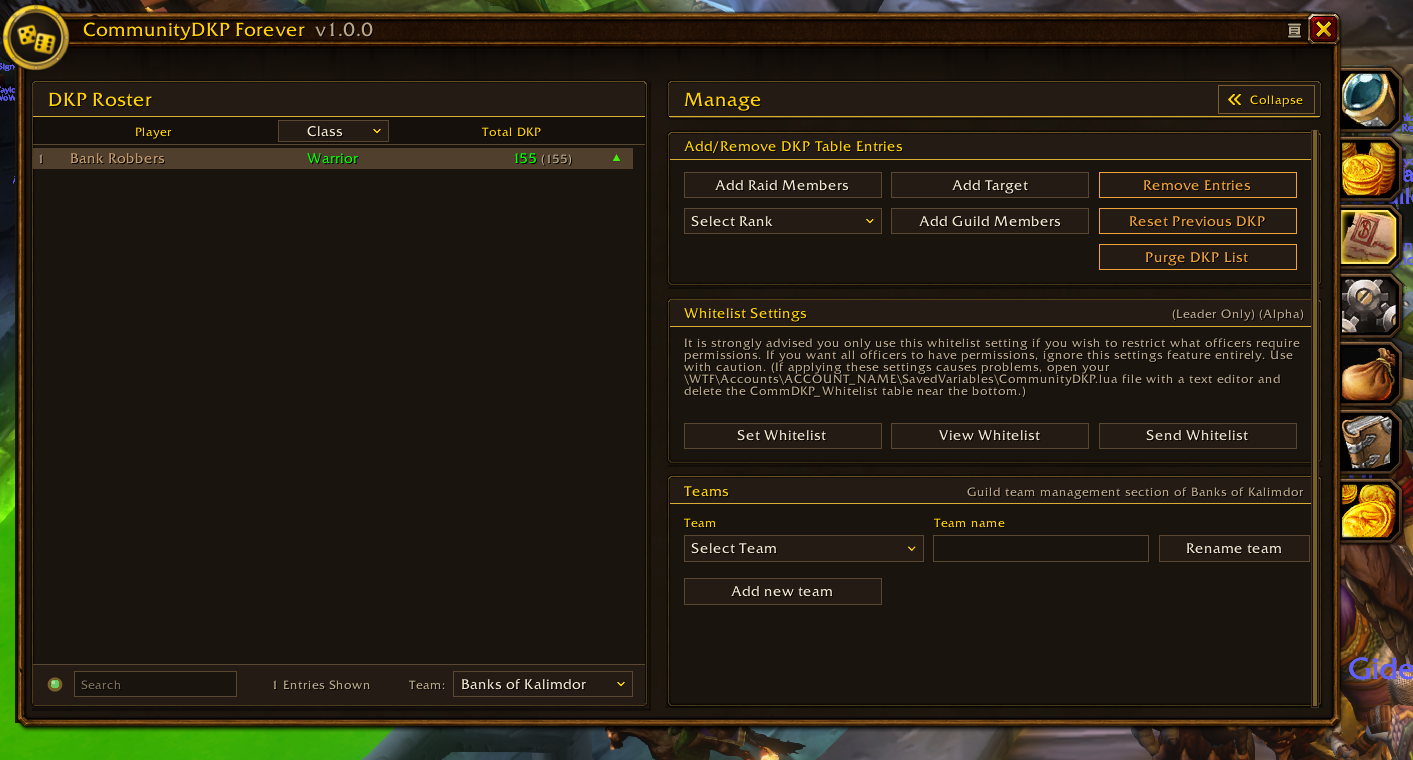 CommunityDKP Forever v1.0.0
DKP Roster
Player Class Total DKP
1 Bank Robbers Warrior 155 (155)
Search 1 Entries Shown Team: Banks of Kalimdor
Manage
Collapse
Add/Remove DKP Table Entries
Add Raid Members Add Target Remove Entries
Select Rank Add Guild Members Reset Previous DKP
Purge DKP List
Whitelist Settings (Leader Only) (Alpha)
It is strongly advised you only use this whitelist setting if you wish to restrict what officers require
permissions. If you want all officers to have permissions, ignore this settings feature entirely. Use
with caution. (If applying these settings causes problems, open your
\WTF\Accounts\ACCOUNT_NAME\SavedVariables\CommunityDKP.lua file with a text editor and
delete the CommDKP_Whitelist table near the bottom.)
Set Whitelist View Whitelist Send Whitelist
Teams Guild team management section of Banks of Kalimdor
Team Team name
Select Team Rename team
Add new team